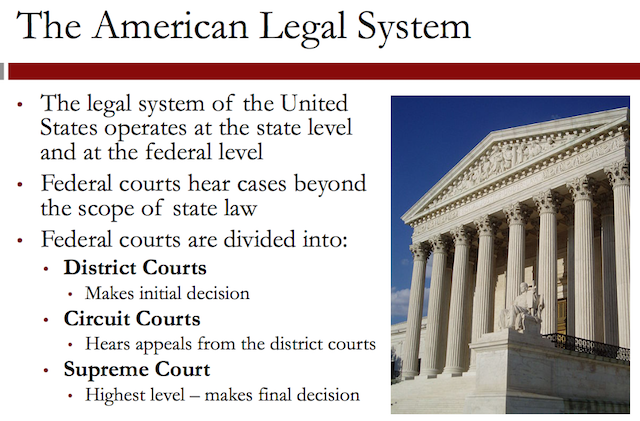 The American Legal System
• The legal system of the United
States operates at the state level
and at the federal level
• Federal courts hear cases beyond
the scope of state law
• Federal courts are divided into:
• District Courts
• Makes initial decision
• Circuit Courts
• Hears appeals from the district courts
• Supreme Court
• Highest level – makes final decision